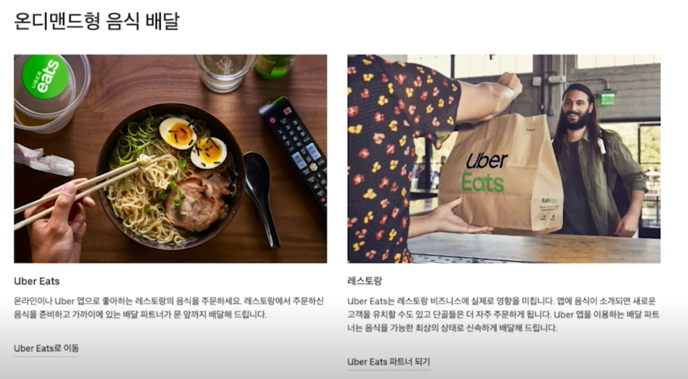 온디맨드형 음식 배달
UBER
eats
Uber
Eats
Uber Eats
온라인이나 Uber 앱으로 좋아하는 레스토랑의 음식을 주문하세요. 레스토랑에서 주문하신
음식을 준비하고 가까이에 있는 배달 파트너가 문 앞까지 배달해 드립니다.
Uber Eats로 이동
레스토랑
Uber Eats는 레스토랑 비즈니스에 실제로 영향을 미칩니다. 앱에 음식이 소개되면 새로운
고객을 유치할 수도 있고 단골들은 더 자주 주문하게 됩니다. Uber 앱을 이용하는 배달 파트
너는 음식을 가능한 최상의 상태로 신속하게 배달해 드립니다.
Uber Eats 파트너 되기